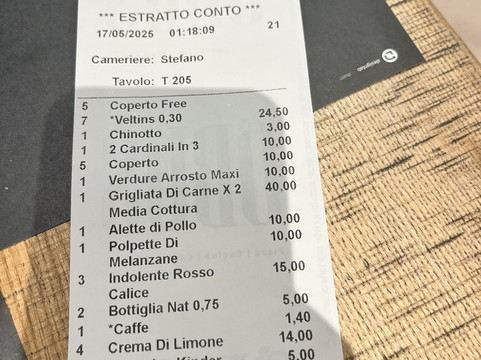 *** ESTRATTO CONTO ***
17/05/2025 01:18:09 21
Cameriere: Stefano
Tavolo: T 205
5 Coperto Free
7 *Veltins 0,30 24,50
1 Chinotto 3,00
1 2 Cardinali In 3 10,00
5 Coperto 10,00
1 Verdure Arrosto Maxi 10,00
1 Grigliata Di Carne X 2 40,00
Media Cottura
1 Alette di Pollo 10,00
1 Polpette Di 10,00
Melanzane
3 Indolente Rosso 15,00
Calice
2 Bottiglia Nat 0,75 5,00
1 *Caffe 1,40
4 Crema Di Limone 14,00
Kinder 5,00